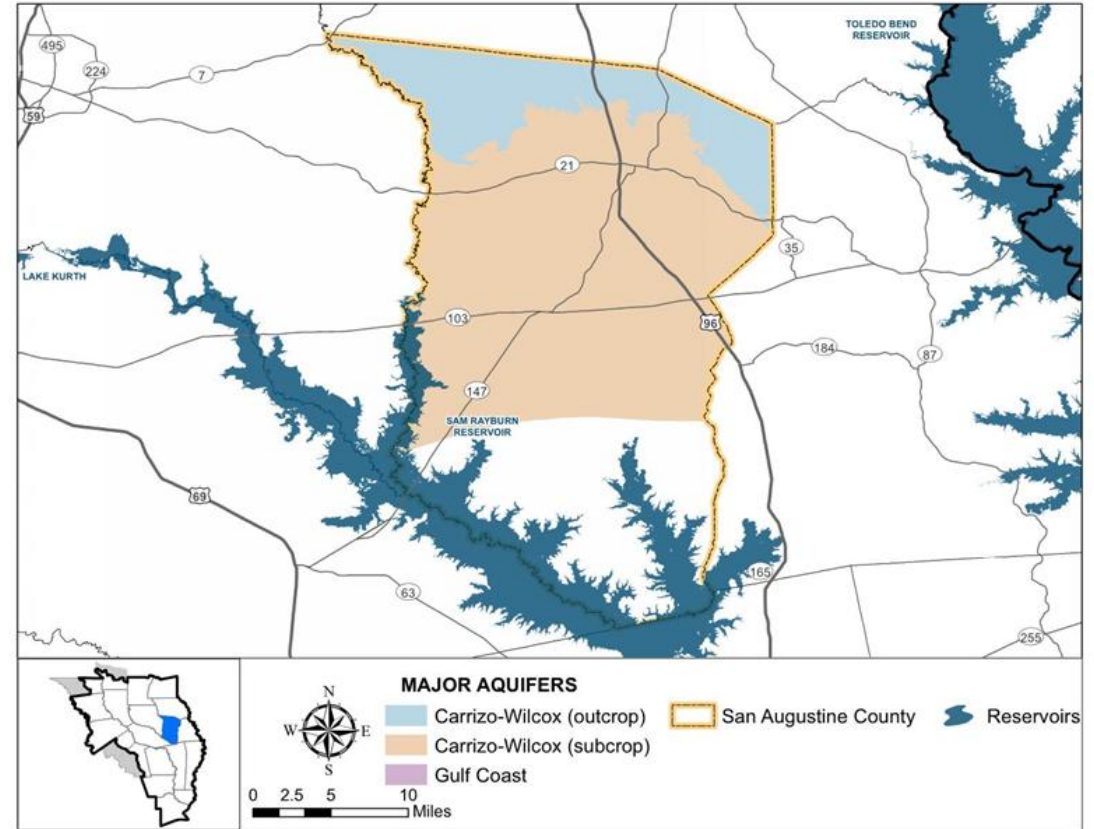 TOLEDO BEND
RESERVOIR
495
224
7
59
21
35
LAKE KURTH
103
96
184
87
147
SAM RAYBURN
RESERVOIR
69
165
63
255
MAJOR AQUIFERS
Carrizo-Wilcox (outcrop)
Carrizo-Wilcox (subcrop)
Gulf Coast
San Augustine County
Reservoirs
N
W E
S
0 2.5 5 10
Miles